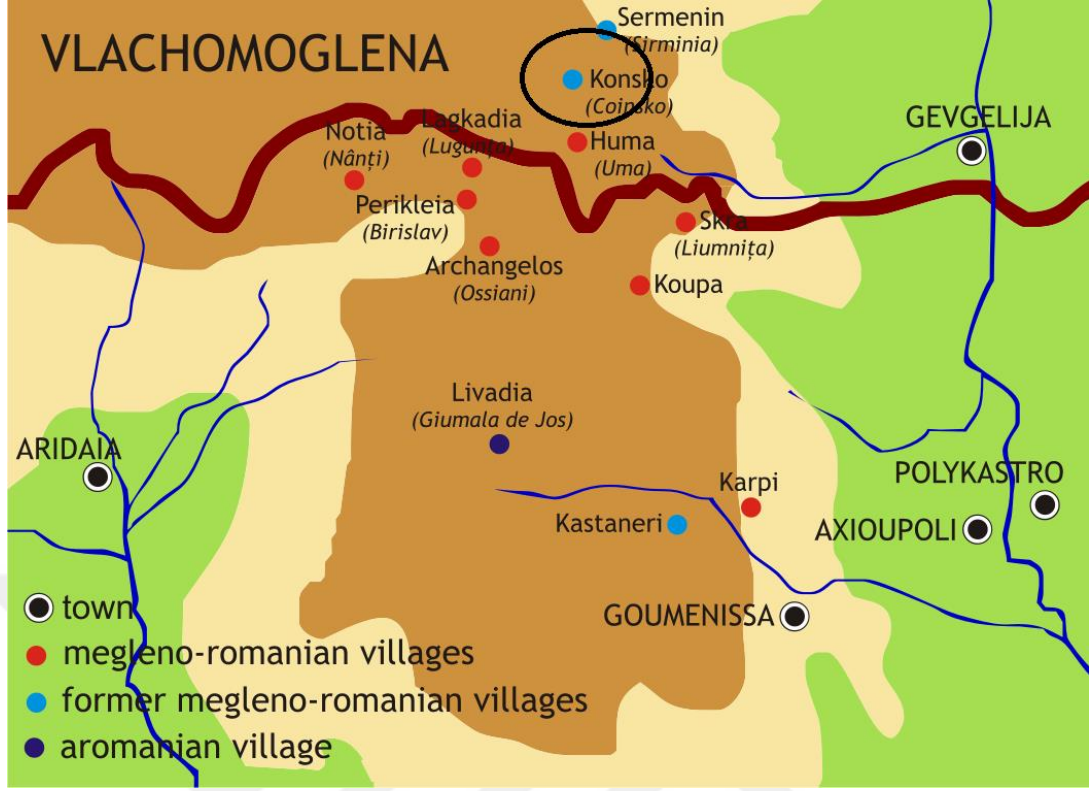 VLACHOMOGLENA
Sermenin
(Sirminia)
Konsko
(Coinsko)
GEVGELIJA
Notia
(Nânți)
Lagkadia
(Lugunța)
Huma
(Uma)
Perikleia
(Birislav)
Skra
(Liumnița)
Archangelos
(Ossiani)
Koupa
Livadia
(Giumala de Jos)
ARIDAIA
Karpi
POLYKASTRO
Kastaneri
AXIOUPOLI
GOUMENISSA
town
megleno-romanian villages
former megleno-romanian villages
aromanian village